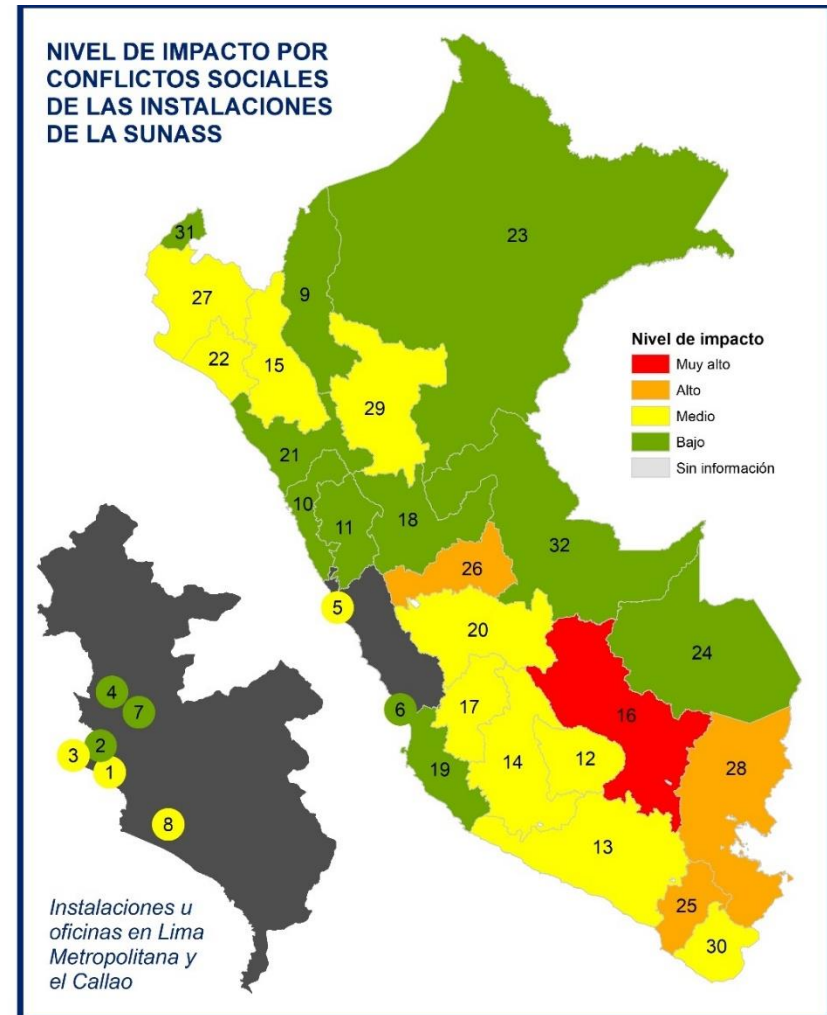 NIVEL DE IMPACTO POR
CONFLICTOS SOCIALES
DE LAS INSTALACIONES
DE LA SUNASS
31
23
9
27
22
15
29
Nivel de impacto
Muy alto
Alto
Medio
Bajo
Sin información
21
10
11
18
32
26
5
20
24
4
7
6
17
16
3
2
1
19
14
12
28
8
13
25
30
Instalaciones u
oficinas en Lima
Metropolitana y
el Callao